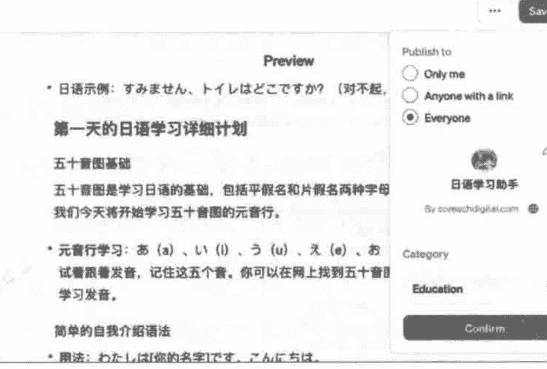 ...
Sav
Preview
• 日语示例：すみません、トイレはどこですか？（对不起，
第一天的日语学习详细计划
五十音图基础
五十音图是学习日语的基础，包括平假名和片假名两种字母
我们今天将开始学习五十音图的元音行。
• 元音行学习：あ（a）、い（i）、う（u）、え（e）、お
试着跟着发音，记住这五个音。你可以在网上找到五十音图
学习发音。
简单的自我介绍语法
• 用法：わたしは[你的名字]です、こんにちは。
Publish to
Only me
Anyone with a link
Everyone
日语学习助手
By
Category
Education
Confirm